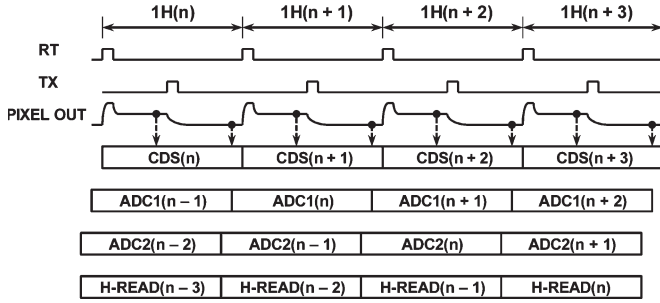 1H(n) 1H(n + 1) 1H(n + 2) 1H(n + 3)
RT
TX
PIXEL OUT
CDS(n) CDS(n + 1) CDS(n + 2) CDS(n + 3)
ADC1(n – 1) ADC1(n) ADC1(n + 1) ADC1(n + 2)
ADC2(n – 2) ADC2(n – 1) ADC2(n) ADC2(n + 1)
H-READ(n – 3) H-READ(n – 2) H-READ(n – 1) H-READ(n)